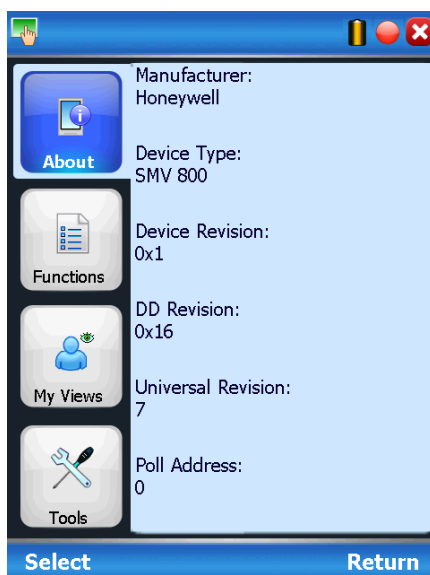 Manufacturer:
Honeywell
About
Device Type:
SMV 800
Device Revision:
0x1
Functions
DD Revision:
0x16
My Views
Universal Revision:
7
Poll Address:
0
Tools
Select
Return